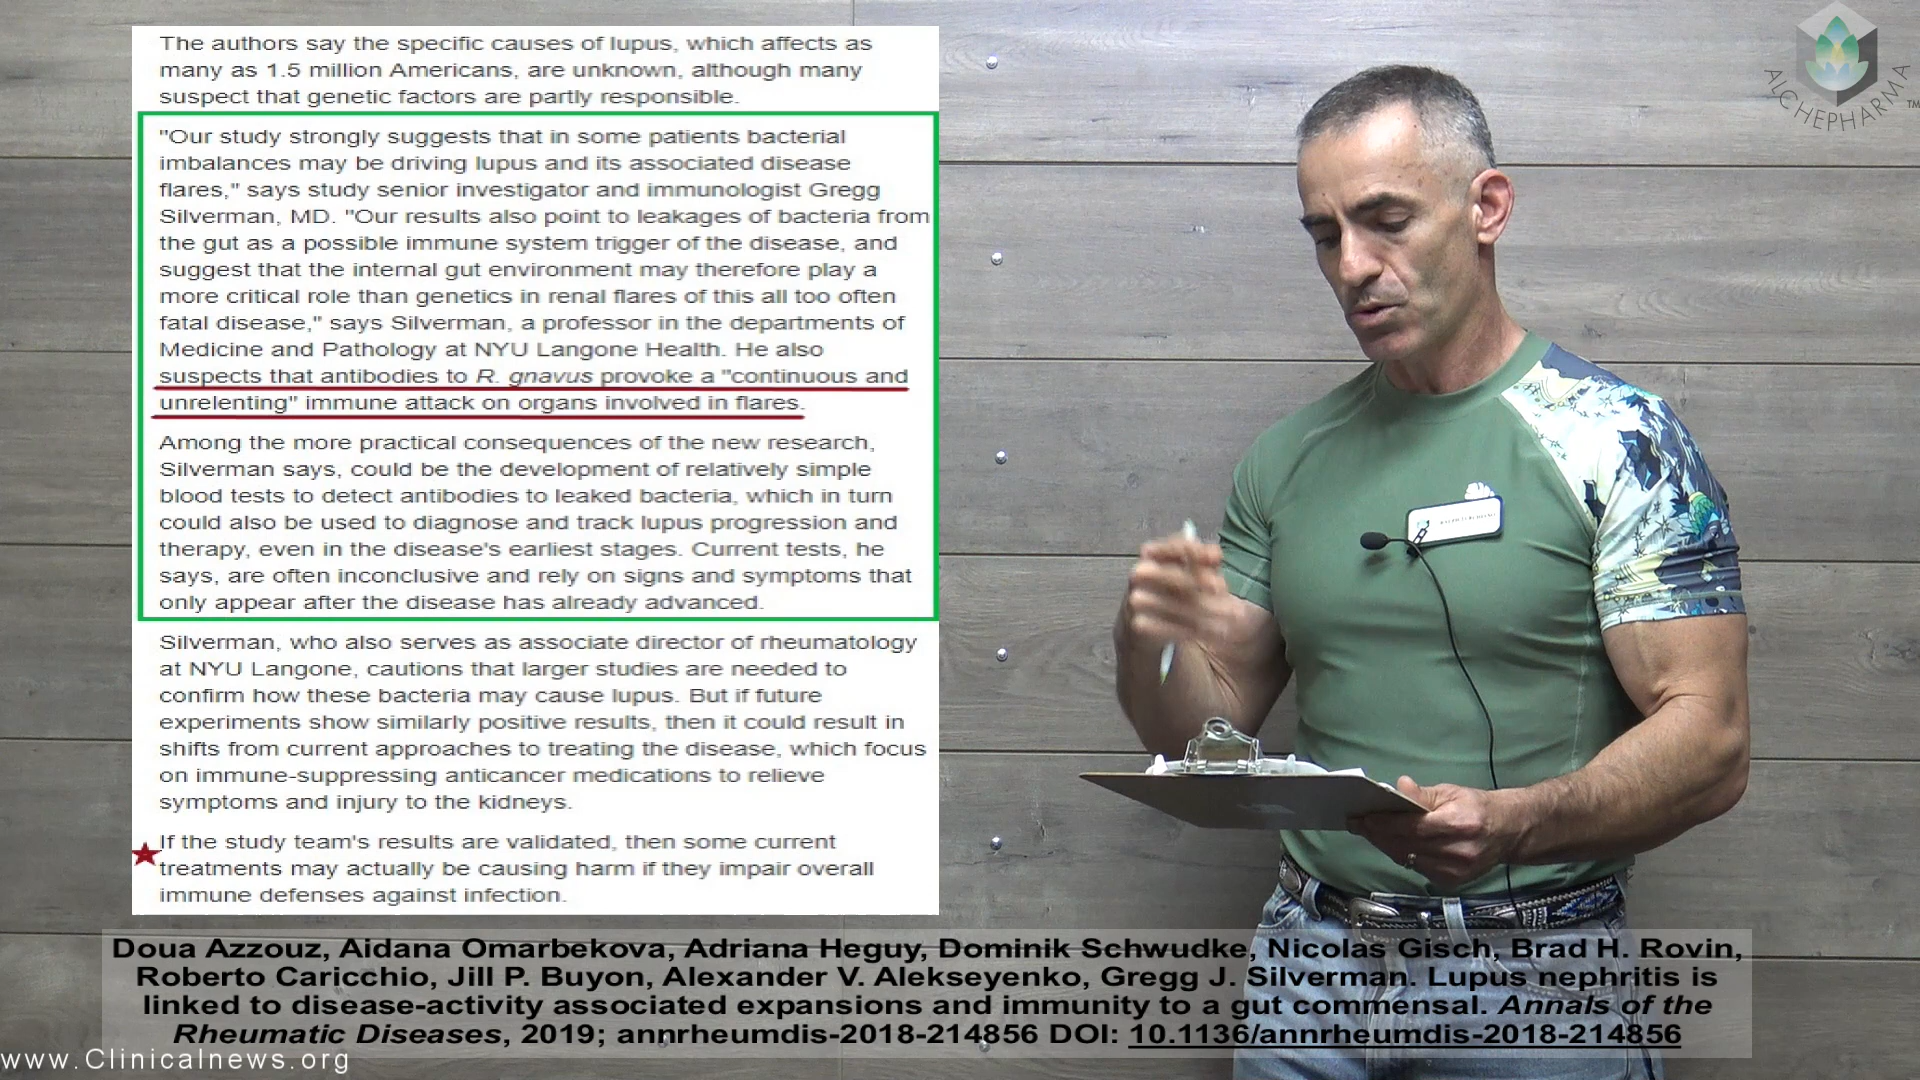 The authors say the specific causes of lupus, which affects as
many as 1.5 million Americans, are unknown, although many
suspect that genetic factors are partly responsible.
"Our study strongly suggests that in some patients bacterial
imbalances may be driving lupus and its associated disease
flares," says study senior investigator and immunologist Gregg
Silverman, MD. "Our results also point to leakages of bacteria from
the gut as a possible immune system trigger of the disease, and
suggest that the internal gut environment may therefore play a
more critical role than genetics in renal flares of this all too often
fatal disease," says Silverman, a professor in the departments of
Medicine and Pathology at NYU Langone Health. He also
suspects that antibodies to R. gnavus provoke a "continuous and
unrelenting" immune attack on organs involved in flares.
Among the more practical consequences of the new research,
Silverman says, could be the development of relatively simple
blood tests to detect antibodies to leaked bacteria, which in turn
could also be used to diagnose and track lupus progression and
therapy, even in the disease's earliest stages. Current tests, he
says, are often inconclusive and rely on signs and symptoms that
only appear after the disease has already advanced.
Silverman, who also serves as associate director of rheumatology
at NYU Langone, cautions that larger studies are needed to
confirm how these bacteria may cause lupus. But if future
experiments show similarly positive results, then it could result in
shifts from current approaches to treating the disease, which focus
on immune-suppressing anticancer medications to relieve
symptoms and injury to the kidneys.
If the study team's results are validated, then some current
treatments may actually be causing harm if they impair overall
immune defenses against infection.
ALCHEPHARMA TM
Doua Azzouz, Aidana Omarbekova, Adriana Heguy, Dominik Schwudke, Nicolas Gisch, Brad H. Rovin,
Roberto Caricchio, Jill P. Buyon, Alexander V. Alekseyenko, Gregg J. Silverman. Lupus nephritis is
linked to disease-activity associated expansions and immunity to a gut commensal. Annals of the
Rheumatic Diseases, 2019; annrheumdis-2018-214856 DOI: 10.1136/annrheumdis-2018-214856
www.Clinicalnews.org